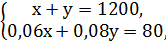 x + y = 1200,
0,06x + 0,08y = 80,